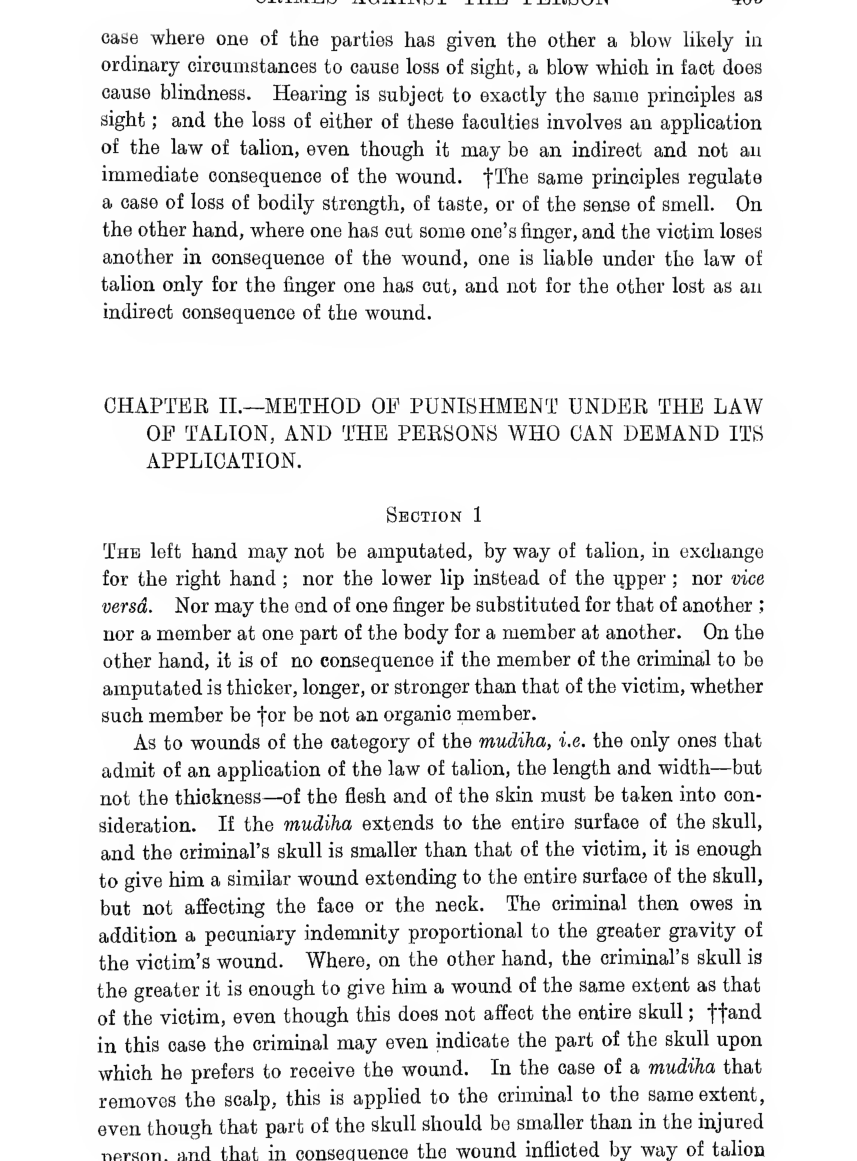 CRIMES AGAINST THE PERSON
case where one of the parties has given the other a blow likely in
ordinary circumstances to cause loss of sight, a blow which in fact does
cause blindness. Hearing is subject to exactly the same principles as
sight ; and the loss of either of these faculties involves an application
of the law of talion, even though it may be an indirect and not an
immediate consequence of the wound. †The same principles regulate
a case of loss of bodily strength, of taste, or of the sense of smell. On
the other hand, where one has cut some one's finger, and the victim loses
another in consequence of the wound, one is liable under the law of
talion only for the finger one has cut, and not for the other lost as an
indirect consequence of the wound.
CHAPTER II.—METHOD OF PUNISHMENT UNDER THE LAW
OF TALION, AND THE PERSONS WHO CAN DEMAND ITS
APPLICATION.
SECTION 1
THE left hand may not be amputated, by way of talion, in exchange
for the right hand ; nor the lower lip instead of the upper ; nor vice
versâ. Nor may the end of one finger be substituted for that of another ;
nor a member at one part of the body for a member at another. On the
other hand, it is of no consequence if the member of the criminal to be
amputated is thicker, longer, or stronger than that of the victim, whether
such member be †or be not an organic member.
As to wounds of the category of the mudiha, i.e. the only ones that
admit of an application of the law of talion, the length and width—but
not the thickness—of the flesh and of the skin must be taken into con-
sideration. If the mudiha extends to the entire surface of the skull,
and the criminal's skull is smaller than that of the victim, it is enough
to give him a similar wound extending to the entire surface of the skull,
but not affecting the face or the neck. The criminal then owes in
addition a pecuniary indemnity proportional to the greater gravity of
the victim's wound. Where, on the other hand, the criminal's skull is
the greater it is enough to give him a wound of the same extent as that
of the victim, even though this does not affect the entire skull ; ††and
in this case the criminal may even indicate the part of the skull upon
which he prefers to receive the wound. In the case of a mudiha that
removes the scalp, this is applied to the criminal to the same extent,
even though that part of the skull should be smaller than in the injured
person, and that in consequence the wound inflicted by way of talion